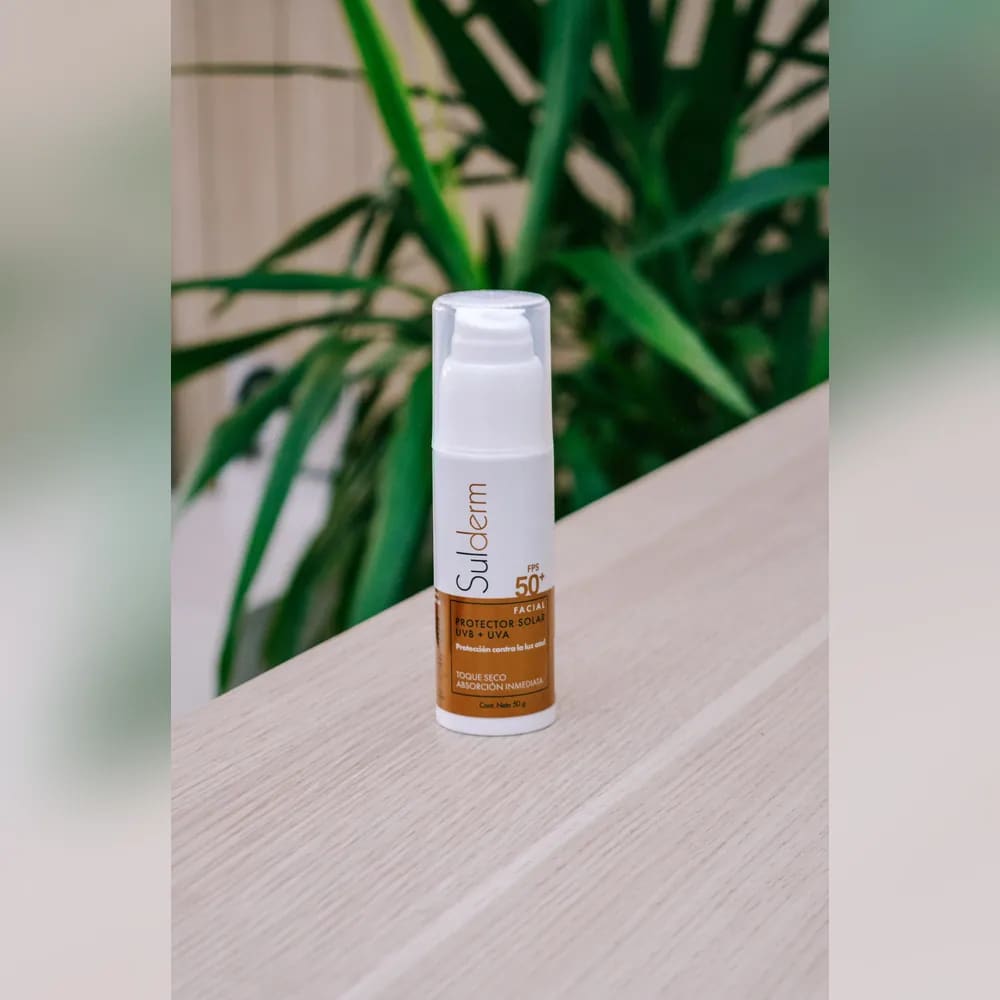 Sulderm
FPS
50+
FACIAL
PROTECTOR SOLAR
UVB + UVA
Protección contra la luz azul
TOQUE SECO
ABSORCIÓN INMEDIATA
Cont. Neto 50 g